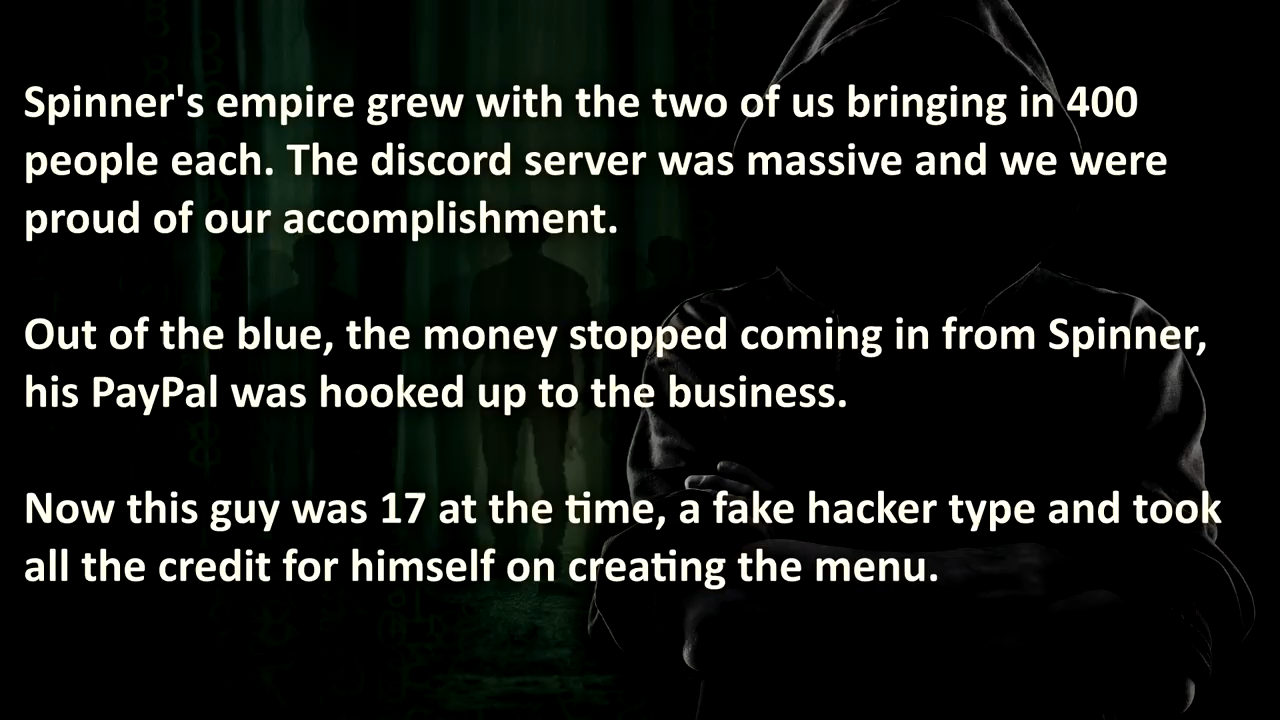 Spinner's empire grew with the two of us bringing in 400
people each. The discord server was massive and we were
proud of our accomplishment.
Out of the blue, the money stopped coming in from Spinner,
his PayPal was hooked up to the business.
Now this guy was 17 at the time, a fake hacker type and took
all the credit for himself on creating the menu.